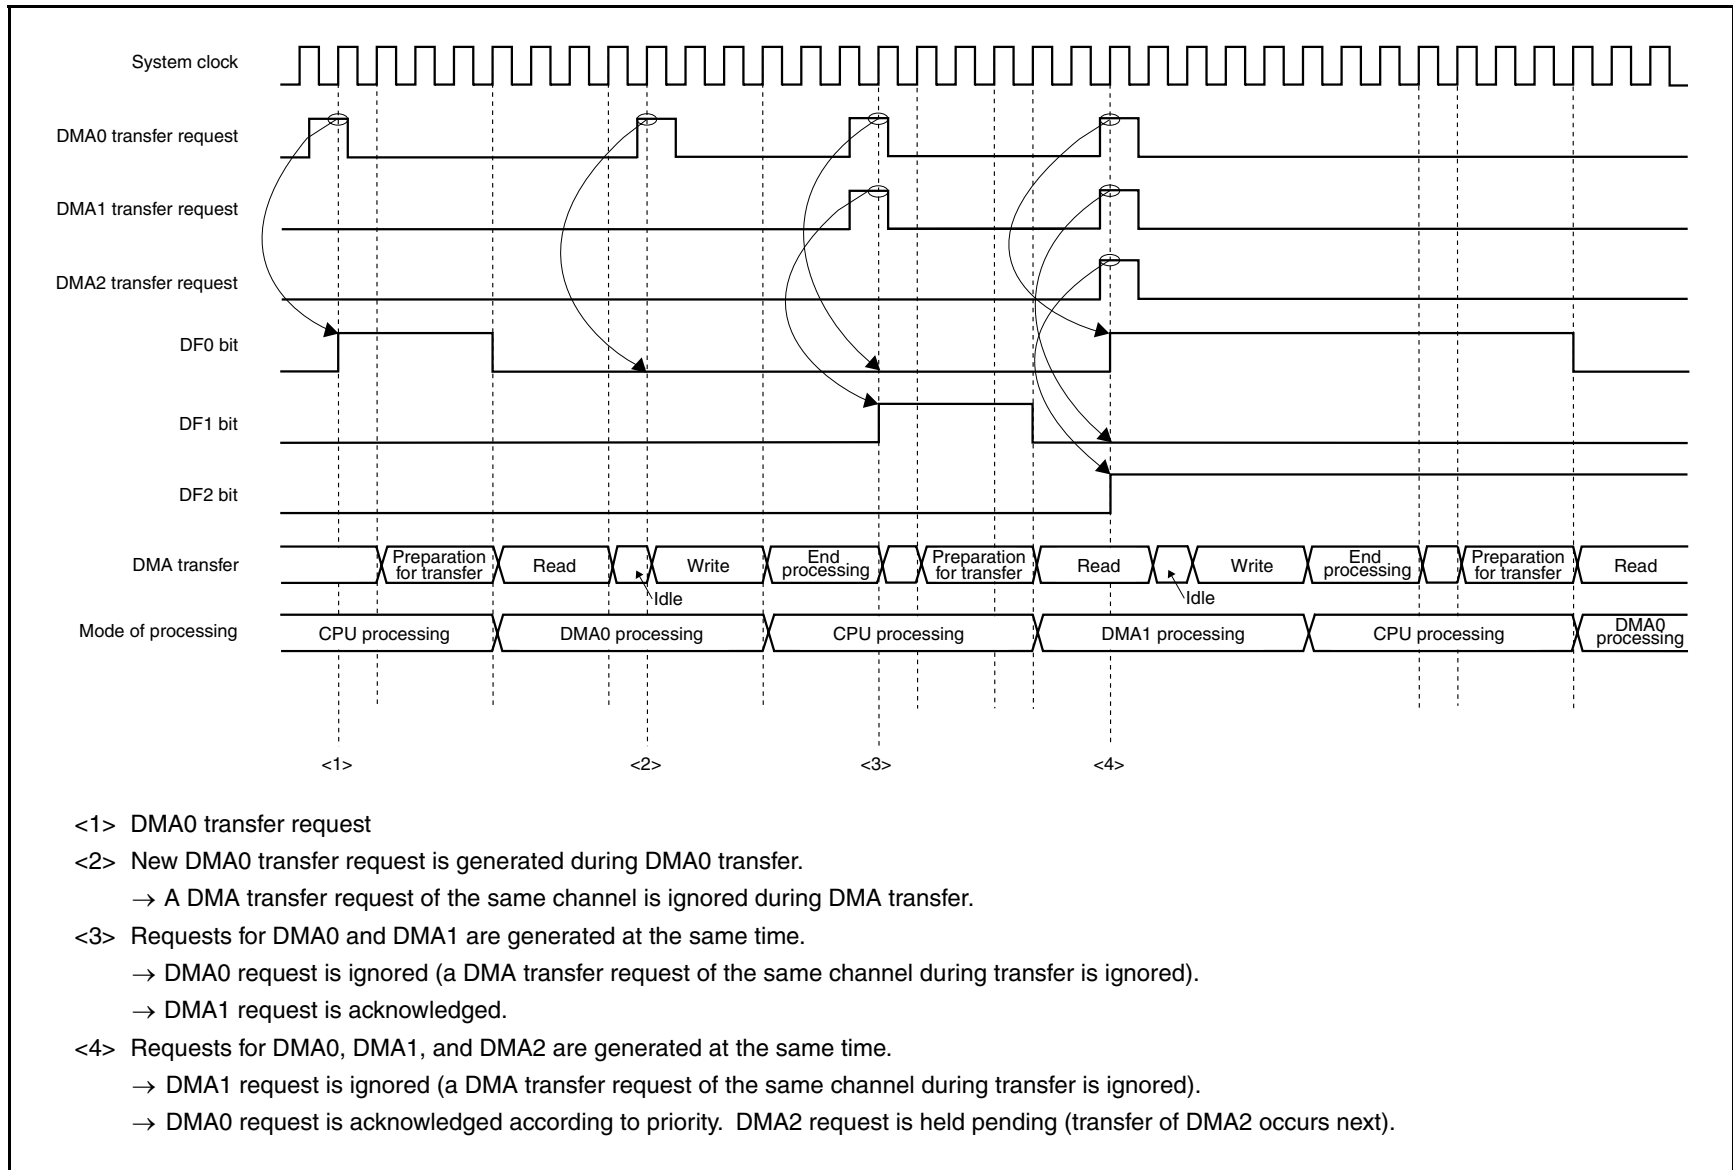 System clock
DMA0 transfer request
DMA1 transfer request
DMA2 transfer request
DF0 bit
DF1 bit
DF2 bit
DMA transfer
Preparation
for transfer
Read
Idle
Write
End
processing
Preparation
for transfer
Read
Idle
Write
End
processing
Preparation
for transfer
Read
Mode of processing
CPU processing
DMA0 processing
CPU processing
DMA1 processing
CPU processing
DMA0
processing
<1>
<2>
<3>
<4>
<1> DMA0 transfer request
<2> New DMA0 transfer request is generated during DMA0 transfer.
→ A DMA transfer request of the same channel is ignored during DMA transfer.
<3> Requests for DMA0 and DMA1 are generated at the same time.
→ DMA0 request is ignored (a DMA transfer request of the same channel during transfer is ignored).
→ DMA1 request is acknowledged.
<4> Requests for DMA0, DMA1, and DMA2 are generated at the same time.
→ DMA1 request is ignored (a DMA transfer request of the same channel during transfer is ignored).
→ DMA0 request is acknowledged according to priority. DMA2 request is held pending (transfer of DMA2 occurs next).